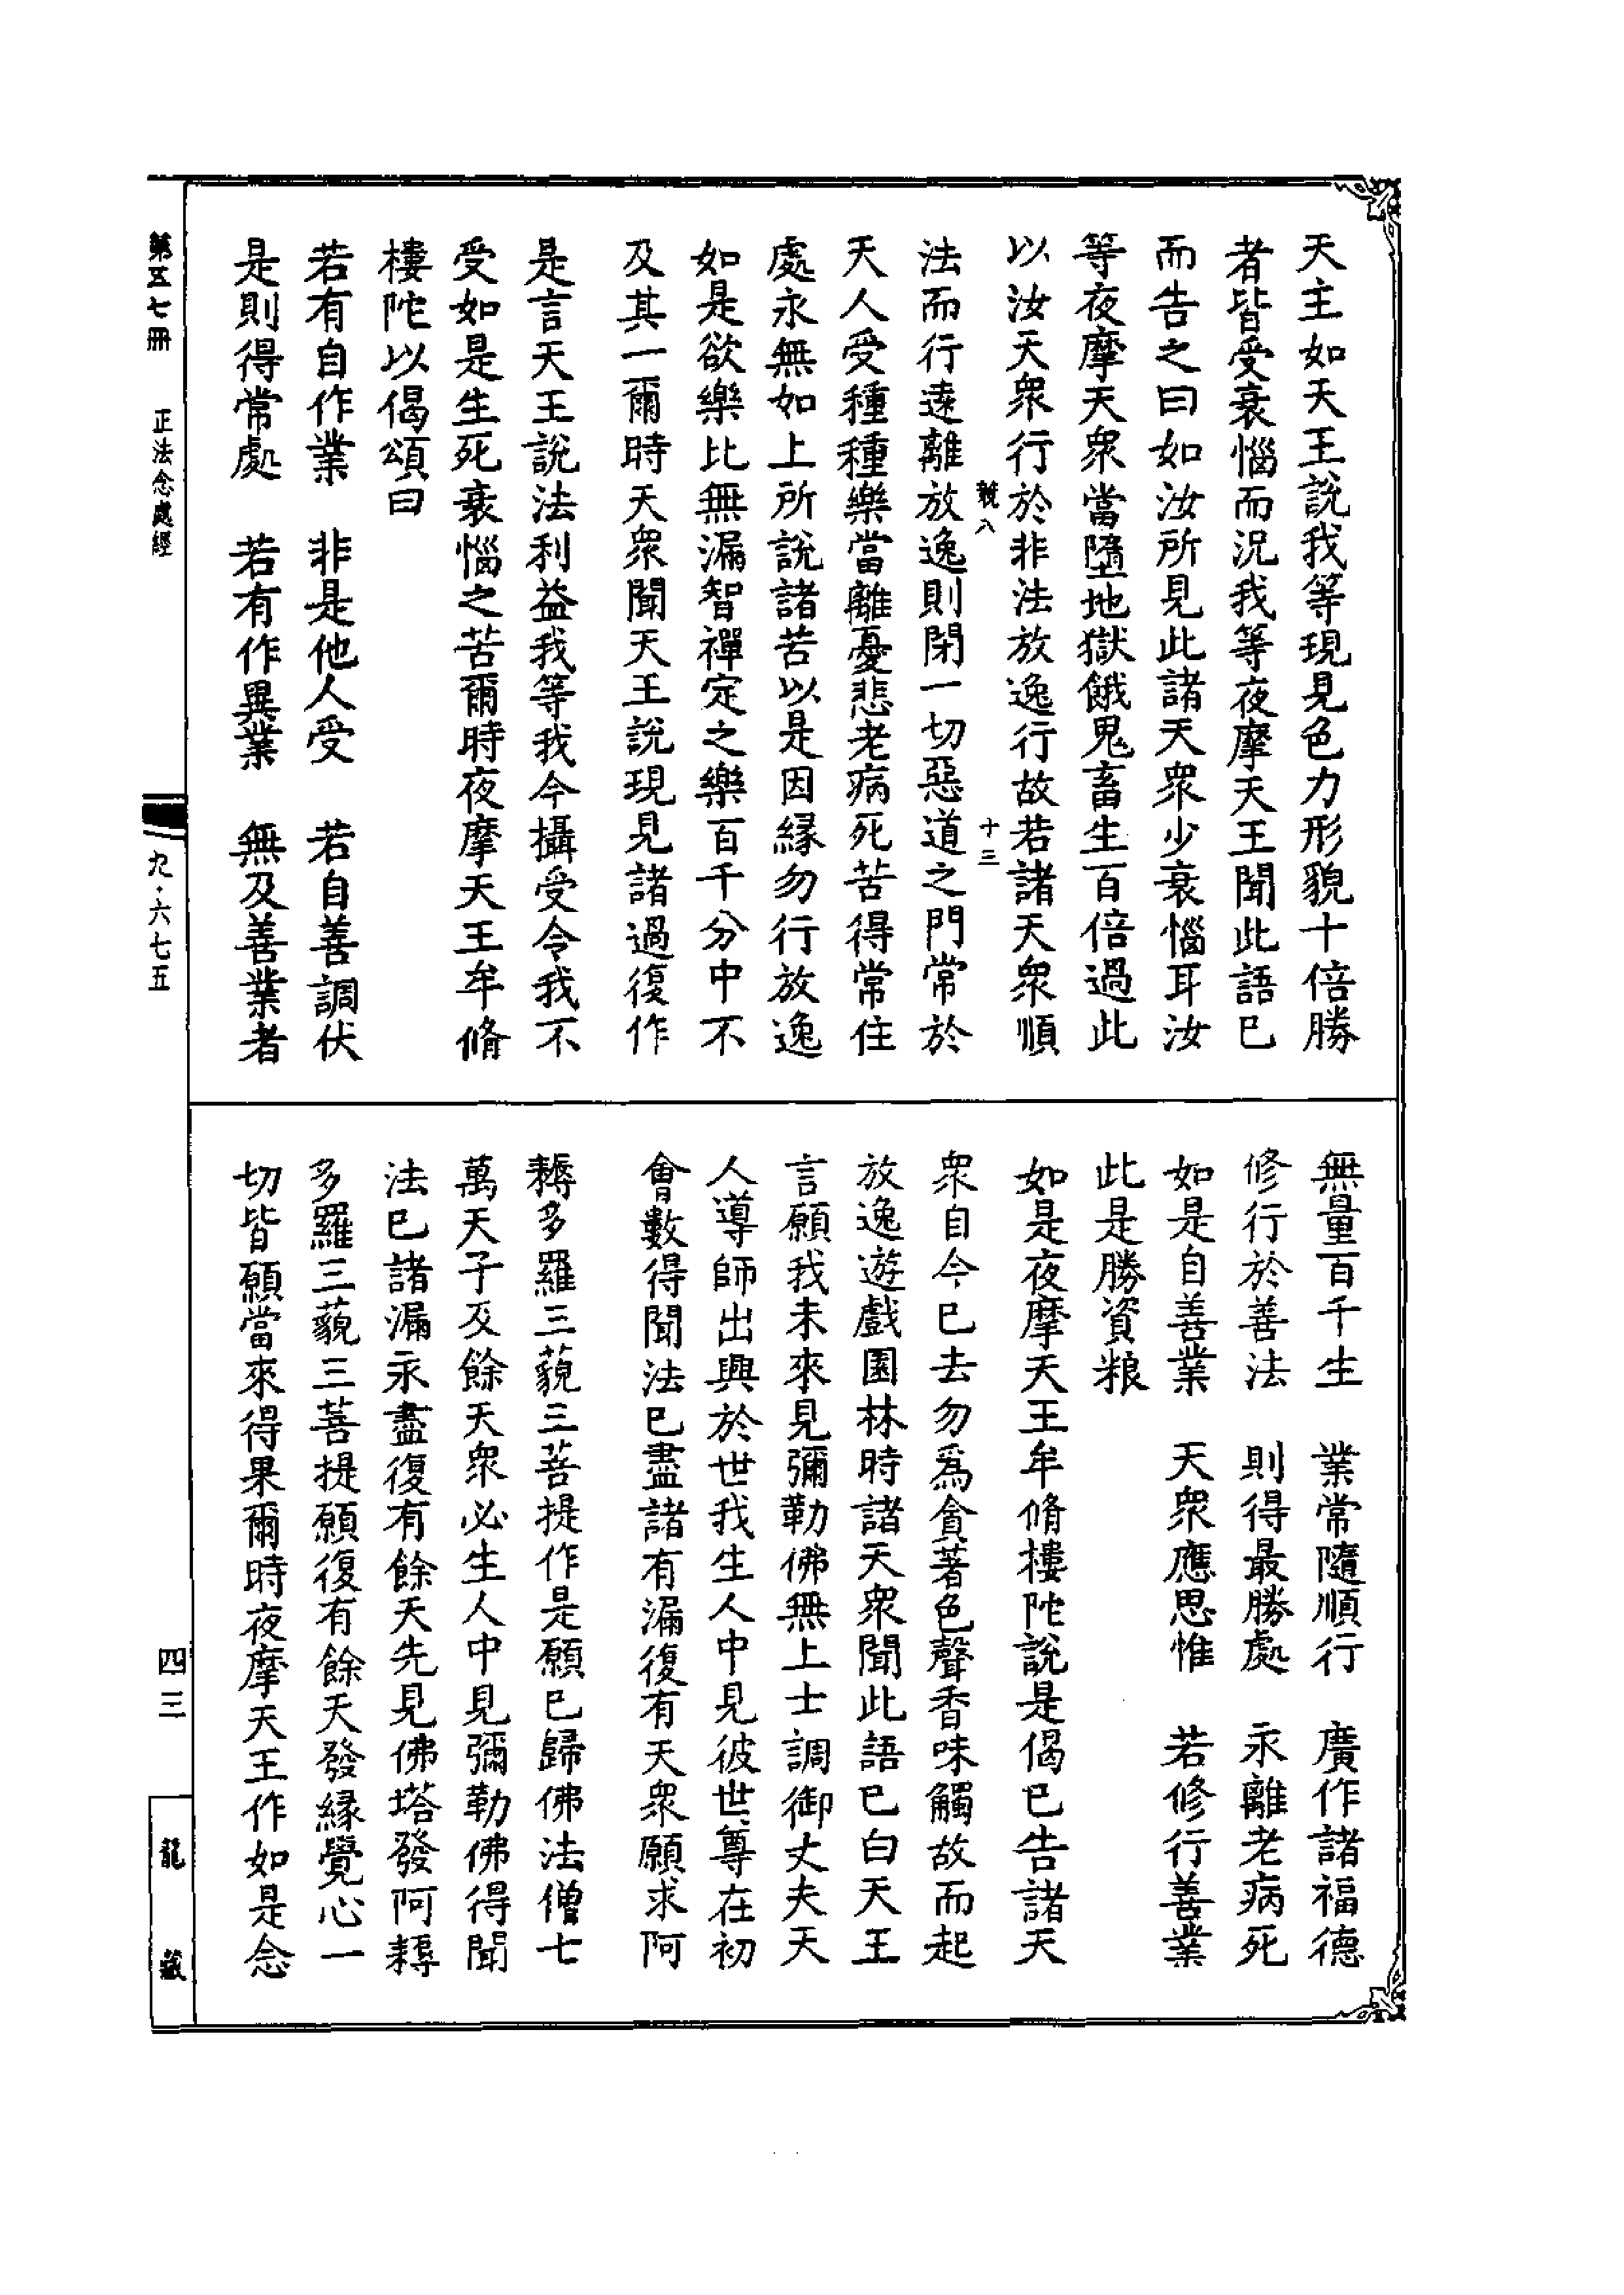 天主如天王說我等現見色力形貌十倍勝
者皆受衰惱而況我等夜摩天王聞此語已
而告之曰如汝所見此諸天衆少衰惱耳汝
等夜摩天衆當墮地獄餓鬼畜生百倍過此
以汝天衆行於非法放逸行故若諸天衆順
號八 十三
法而行遠離放逸則閉一切惡道之門常於
天人受種種樂當離憂悲老病死苦得常住
處永無如上所說諸苦以是因緣勿行放逸
如是欲樂比無漏智禪定之樂百千分中不
及其一爾時天衆聞天王說現見諸過復作
是言天王說法利益我等我今攝受令我不
受如是生死衰惱之苦爾時夜摩天王牟脩
樓陀以偈頌曰
若有自作業 非是他人受 若自善調伏
是則得常處 若有作異業 無及善業者
無量百千生 業常隨順行 廣作諸福德
修行於善法 則得最勝處 永離老病死
如是自善業 天衆應思惟 若修行善業
此是勝資粮
如是夜摩天王牟脩樓陀說是偈已告諸天
衆自今已去勿爲貪著色聲香味觸故而起
放逸遊戲園林時諸天衆聞此語已白天王
言願我未來見彌勒佛無上士調御丈夫天
人導師出興於世我生人中見彼世尊在初
會數得聞法已盡諸有漏復有天衆願求阿
耨多羅三藐三菩提作是願已歸佛法僧七
萬天子及餘天衆必生人中見彌勒佛得聞
法已諸漏永盡復有餘天先見佛塔發阿耨
多羅三藐三菩提願復有餘天發緣覺心一
切皆願當來得果爾時夜摩天王作如是念
第五七冊 正法念處經
九·六七五
四三
龍藏